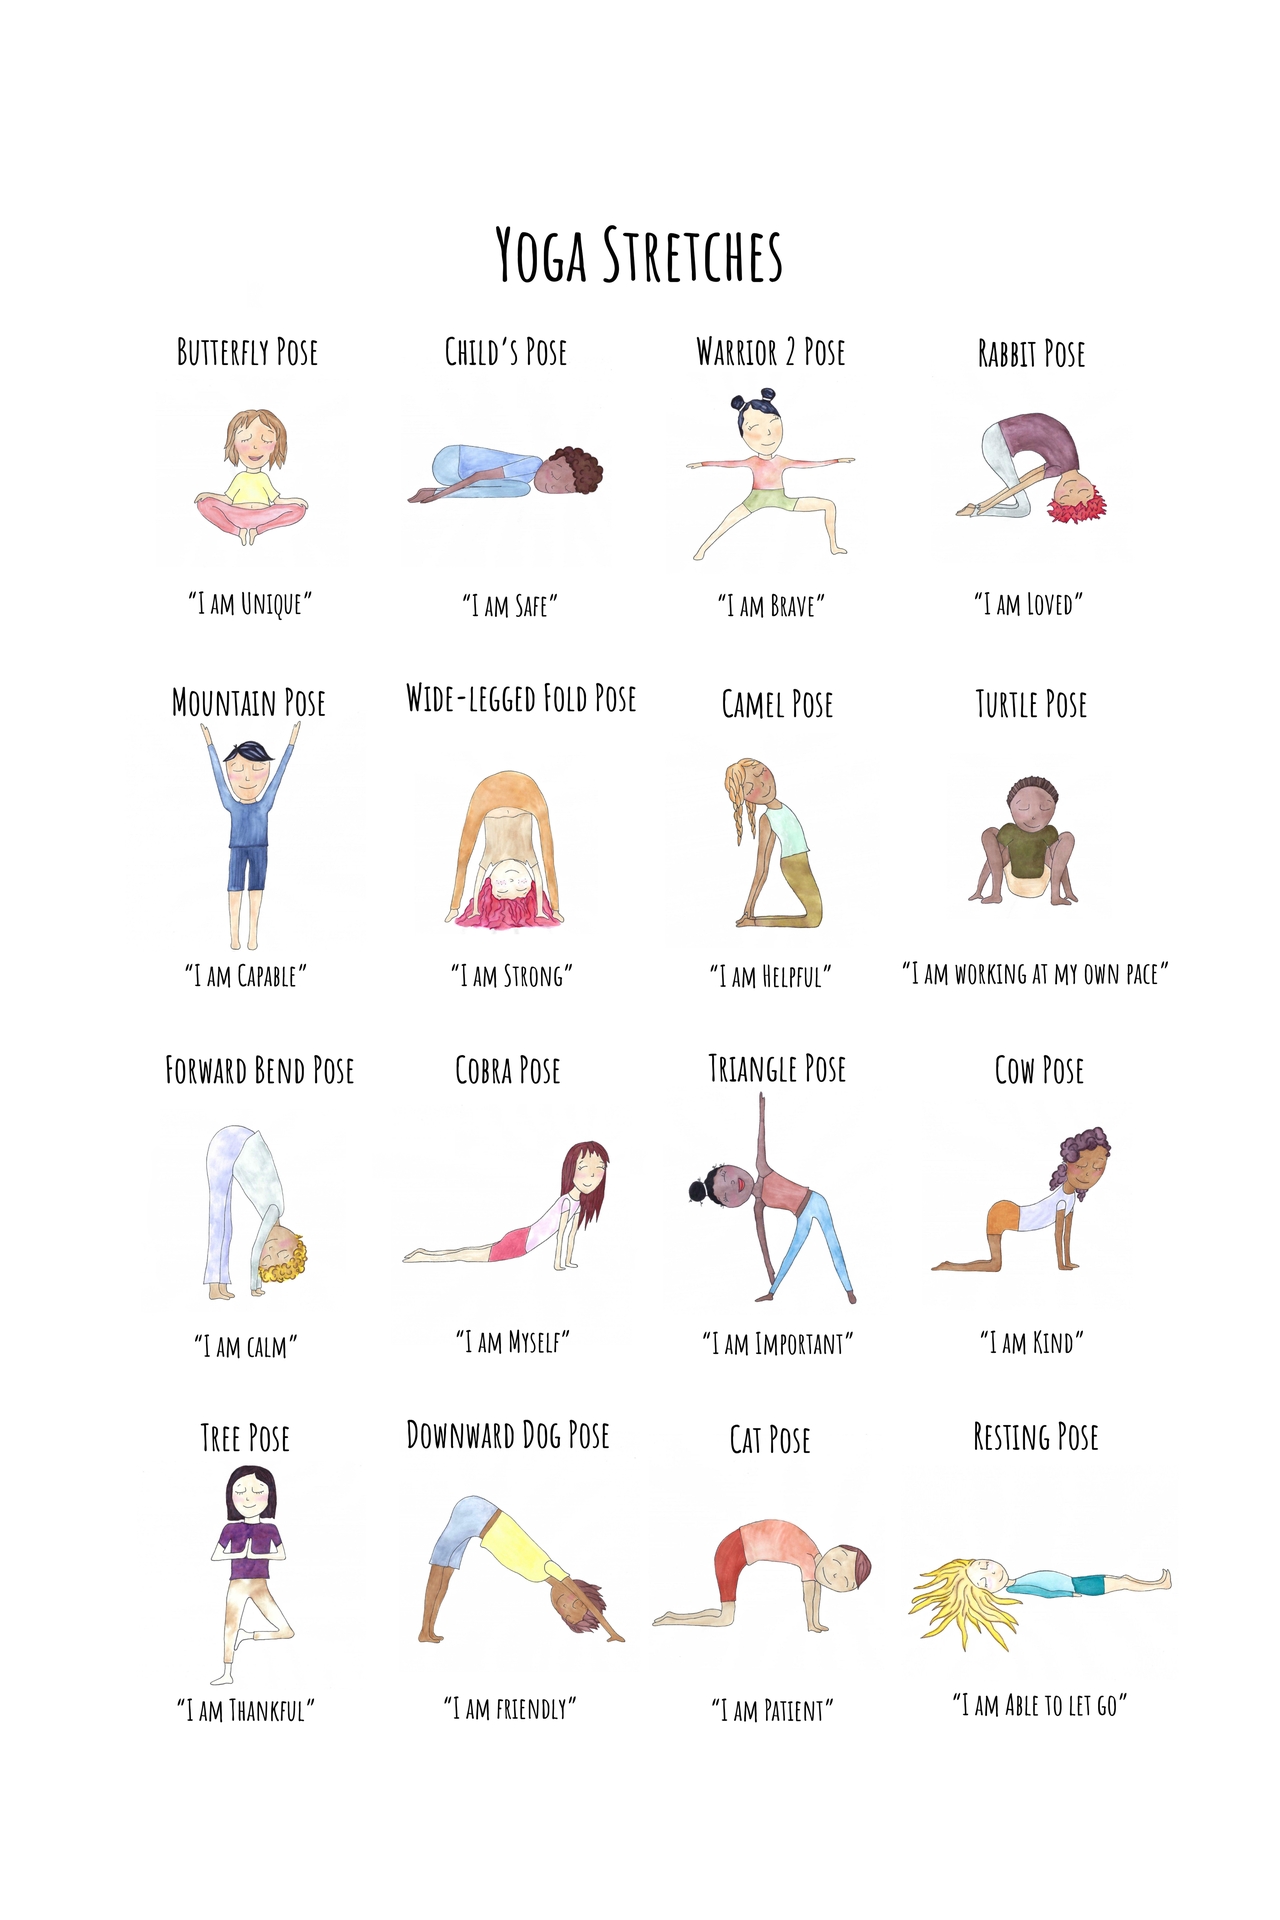 Yoga Stretches
Butterfly Pose
Child's Pose
Warrior 2 Pose
Rabbit Pose
"I am Unique"
"I am Safe"
"I am Brave"
"I am Loved"
Mountain Pose
Wide-legged Fold Pose
Camel Pose
Turtle Pose
"I am Capable"
"I am Strong"
"I am Helpful"
"I am working at my own pace"
Forward Bend Pose
Cobra Pose
Triangle Pose
Cow Pose
"I am calm"
"I am Myself"
"I am Important"
"I am Kind"
Tree Pose
Downward Dog Pose
Cat Pose
Resting Pose
"I am Thankful"
"I am friendly"
"I am Patient"
"I am Able to let go"